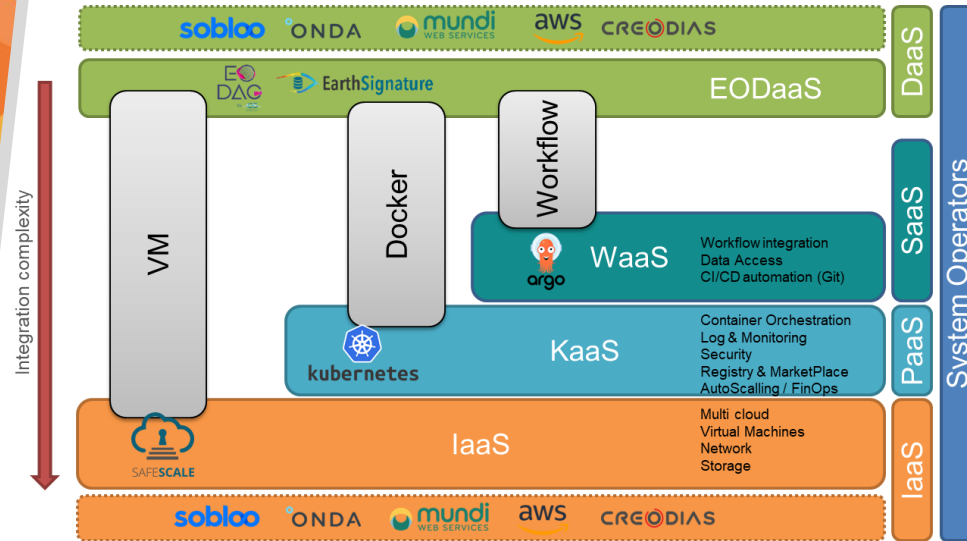 sobloo ONDA mundi WEB SERVICES aws CREODIAS
DaaS
EO
DAG
EarthSignature
EODaaS
Integration complexity
VM
Docker
Workflow
argo
WaaS
Workflow integration
Data Access
CI/CD automation (Git)
SaaS
System Operators
kubernetes
KaaS
Container Orchestration
Log & Monitoring
Security
Registry & MarketPlace
AutoScalling / FinOps
PaaS
SAFESCALE
IaaS
Multi cloud
Virtual Machines
Network
Storage
IaaS
sobloo ONDA mundi WEB SERVICES aws CREODIAS